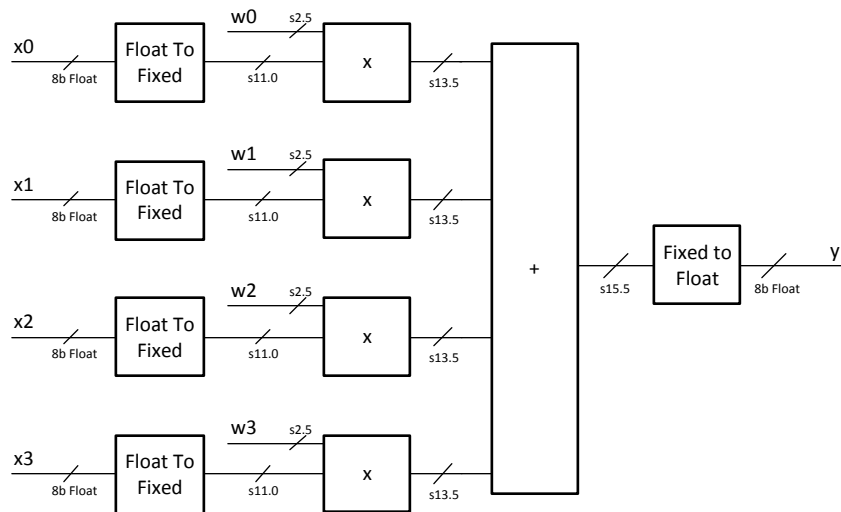 w0
s2.5
x0
8b Float
Float To
Fixed
s11.0
x
s13.5
w1
s2.5
x1
8b Float
Float To
Fixed
s11.0
x
s13.5
+
s15.5
Fixed to
Float
8b Float
y
w2
s2.5
x2
8b Float
Float To
Fixed
s11.0
x
s13.5
w3
s2.5
x3
8b Float
Float To
Fixed
s11.0
x
s13.5